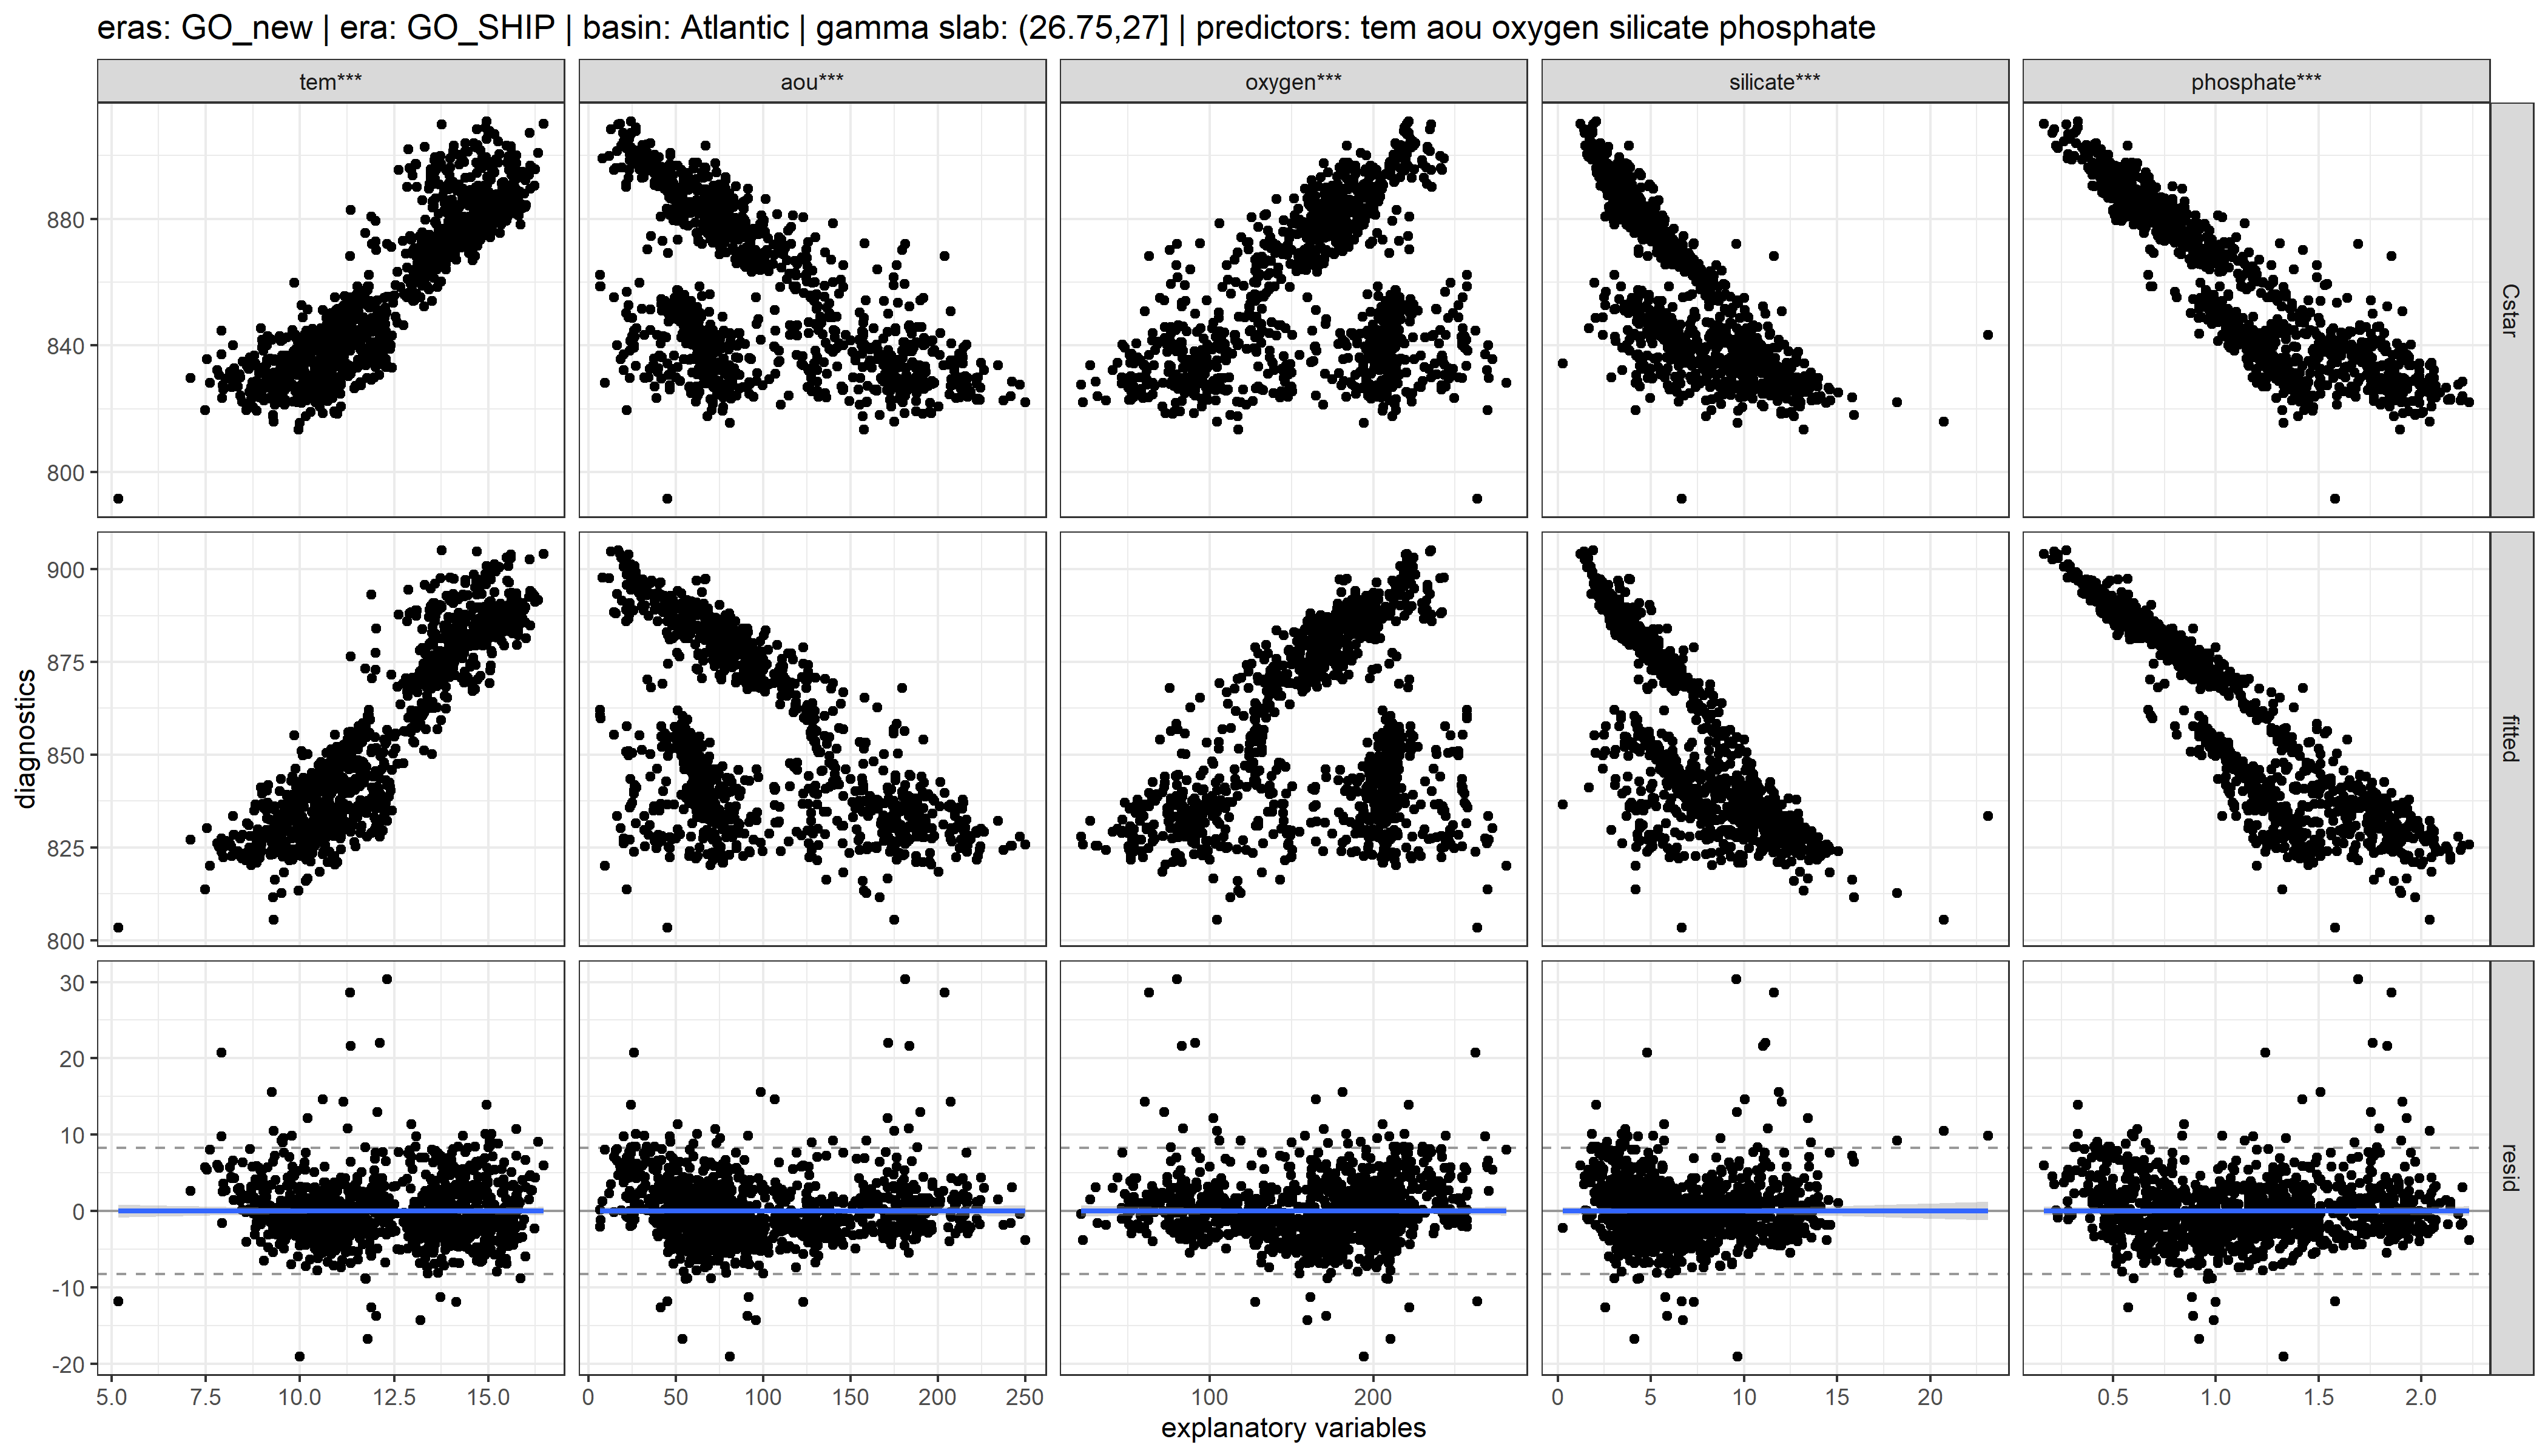 eras: GO_new | era: GO_SHIP | basin: Atlantic | gamma slab: (26.75,27] | predictors: tem aou oxygen silicate phosphate
tem*** aou*** oxygen*** silicate*** phosphate***
880
840
800
Cstar
900
875
850
825
800
fitted
diagnostics
30
20
10
0
-10
-20
resid
5.0 7.5 10.0 12.5 15.0 0 50 100 150 200 250 100 200 0 5 10 15 20 0.5 1.0 1.5 2.0
explanatory variables